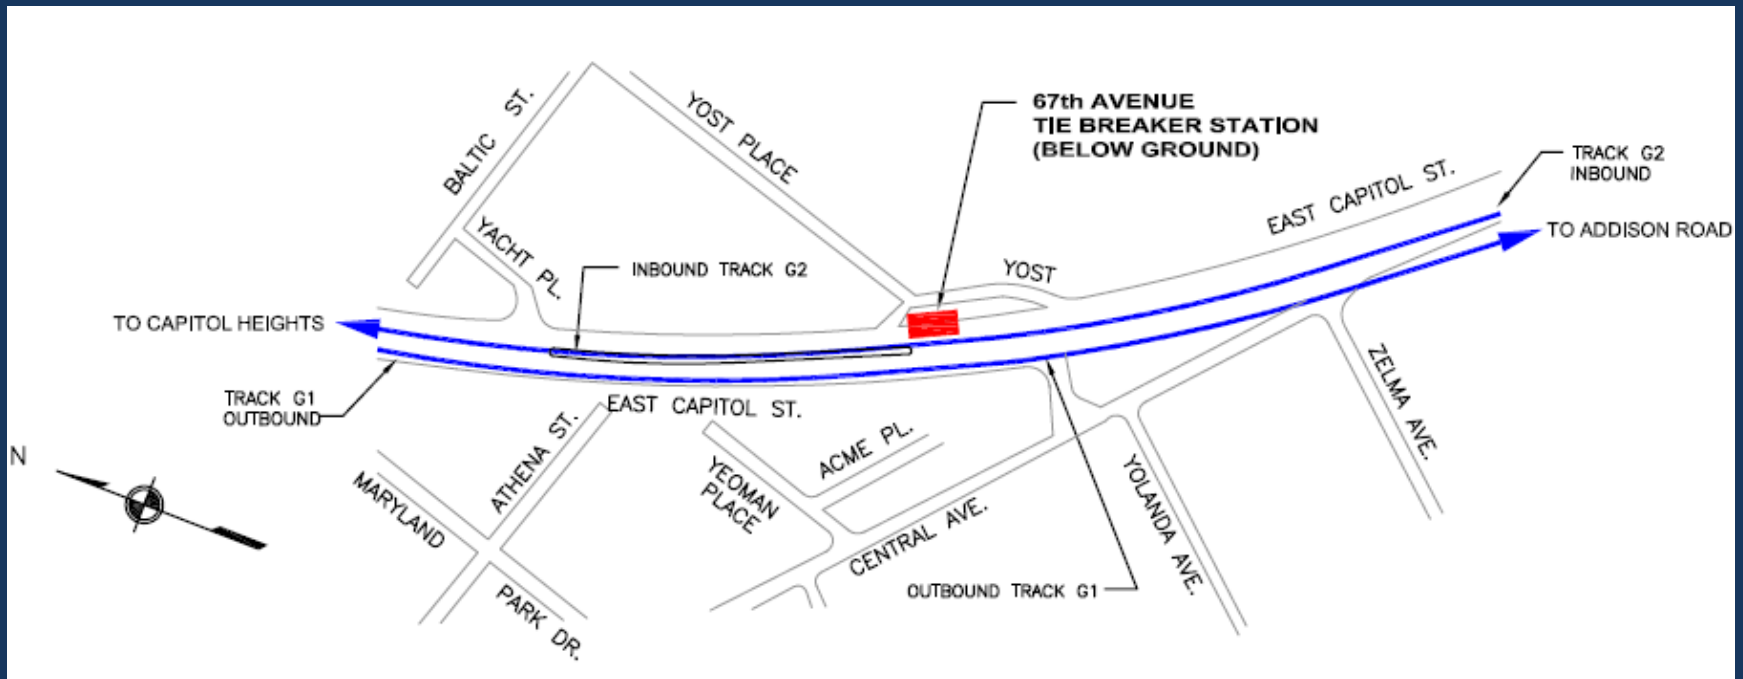 BALTIC ST.
YOST PLACE
67th AVENUE
TIE BREAKER STATION
(BELOW GROUND)
TRACK G2
INBOUND
EAST CAPITOL ST.
TO ADDISON ROAD
YACHT PL.
INBOUND TRACK G2
YOST
TO CAPITOL HEIGHTS
TRACK G1
OUTBOUND
EAST CAPITOL ST.
ZELMA AVE.
N
MARYLAND
PARK DR.
ATHENA ST.
YEOMAN
PLACE
ACME PL.
CENTRAL AVE.
YOLANDA AVE.
OUTBOUND TRACK G1